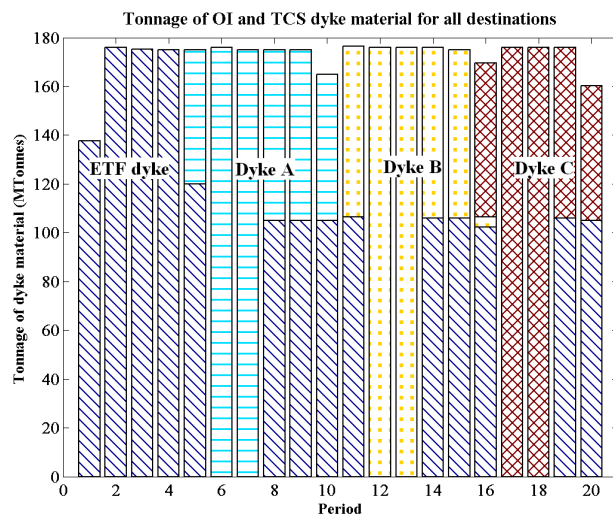 Tonnage of OI and TCS dyke material for all destinations
Tonnage of dyke material (MTonnes)
180
160
140
120
100
80
60
40
20
0
ETF dyke
Dyke A
Dyke B
Dyke C
0 2 4 6 8 10 12 14 16 18 20
Period